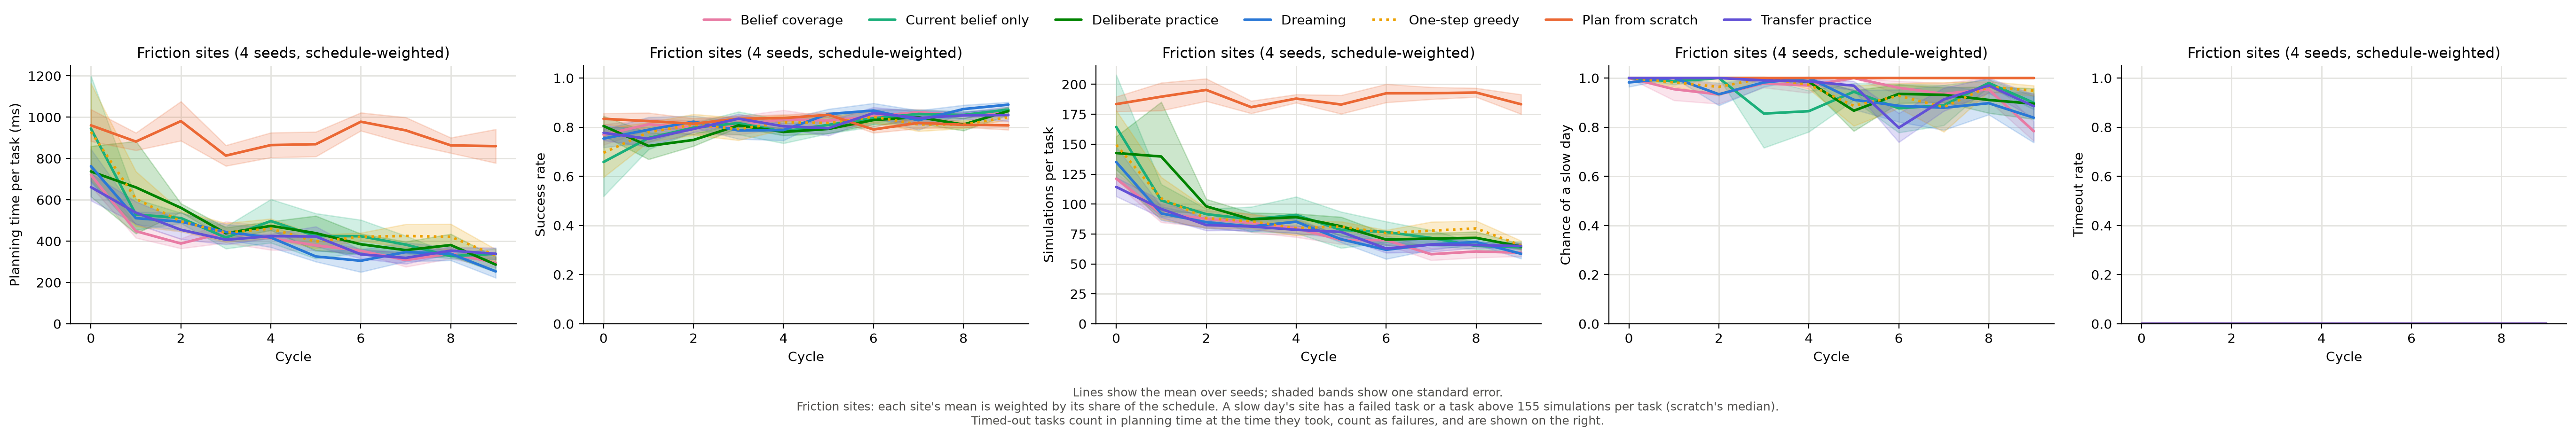 Belief coverage Current belief only Deliberate practice Dreaming One-step greedy Plan from scratch Transfer practice
Friction sites (4 seeds, schedule-weighted)
Planning time per task (ms)
1200
1000
800
600
400
200
0
0 2 4 6 8
Cycle
Friction sites (4 seeds, schedule-weighted)
Success rate
1.0
0.8
0.6
0.4
0.2
0.0
0 2 4 6 8
Cycle
Friction sites (4 seeds, schedule-weighted)
Simulations per task
200
175
150
125
100
75
50
25
0
0 2 4 6 8
Cycle
Friction sites (4 seeds, schedule-weighted)
Chance of a slow day
1.0
0.8
0.6
0.4
0.2
0.0
0 2 4 6 8
Cycle
Friction sites (4 seeds, schedule-weighted)
Timeout rate
1.0
0.8
0.6
0.4
0.2
0.0
0 2 4 6 8
Cycle
Lines show the mean over seeds; shaded bands show one standard error.
Friction sites: each site's mean is weighted by its share of the schedule. A slow day's site has a failed task or a task above 155 simulations per task (scratch's median).
Timed-out tasks count in planning time at the time they took, count as failures, and are shown on the right.